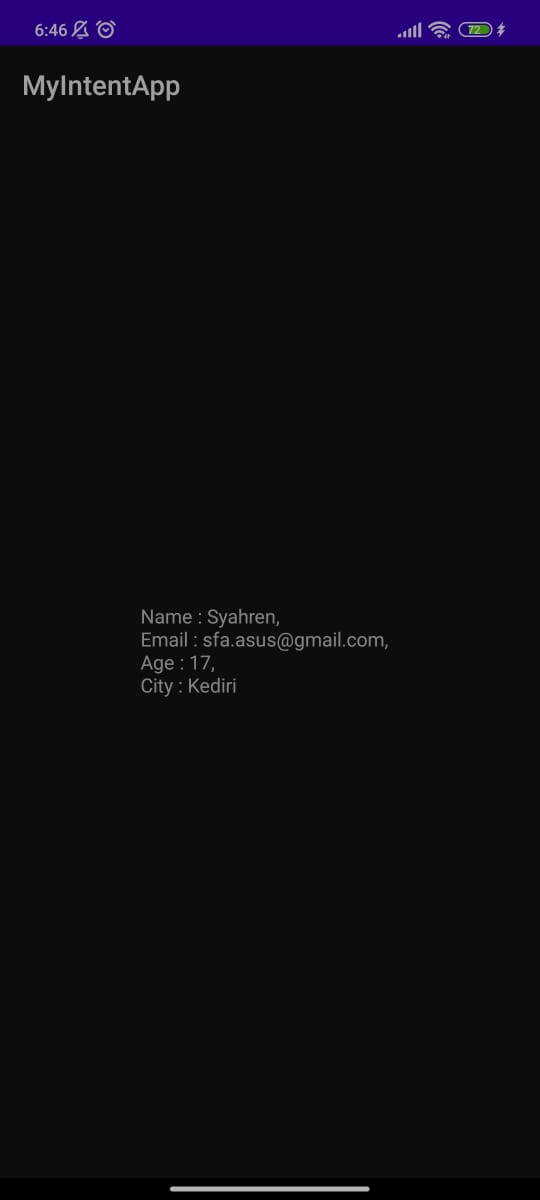 6:46
72
MyIntentApp
Name : Syahren,
Email : sfa.asus@gmail.com,
Age : 17,
City : Kediri